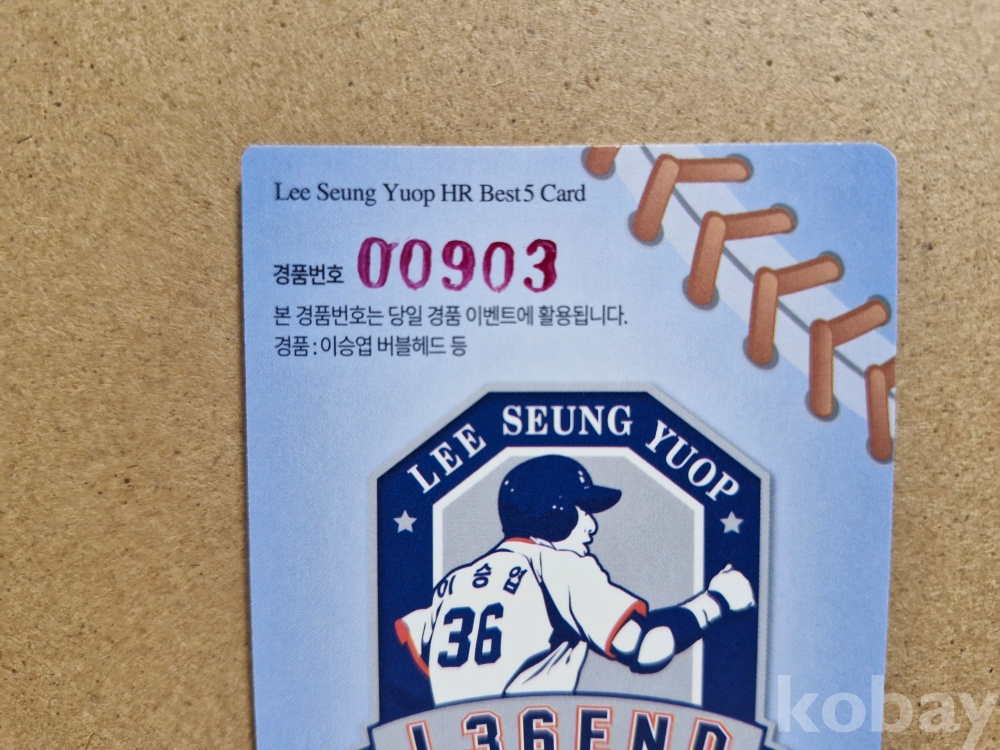 Lee Seung Yuop HR Best5 Card
경품번호 00903
본 경품번호는 당일 경품 이벤트에 활용됩니다.
경품 : 이승엽 버블헤드 등
LEE SEUNG YUOP
이승엽
36
L36END
kobay